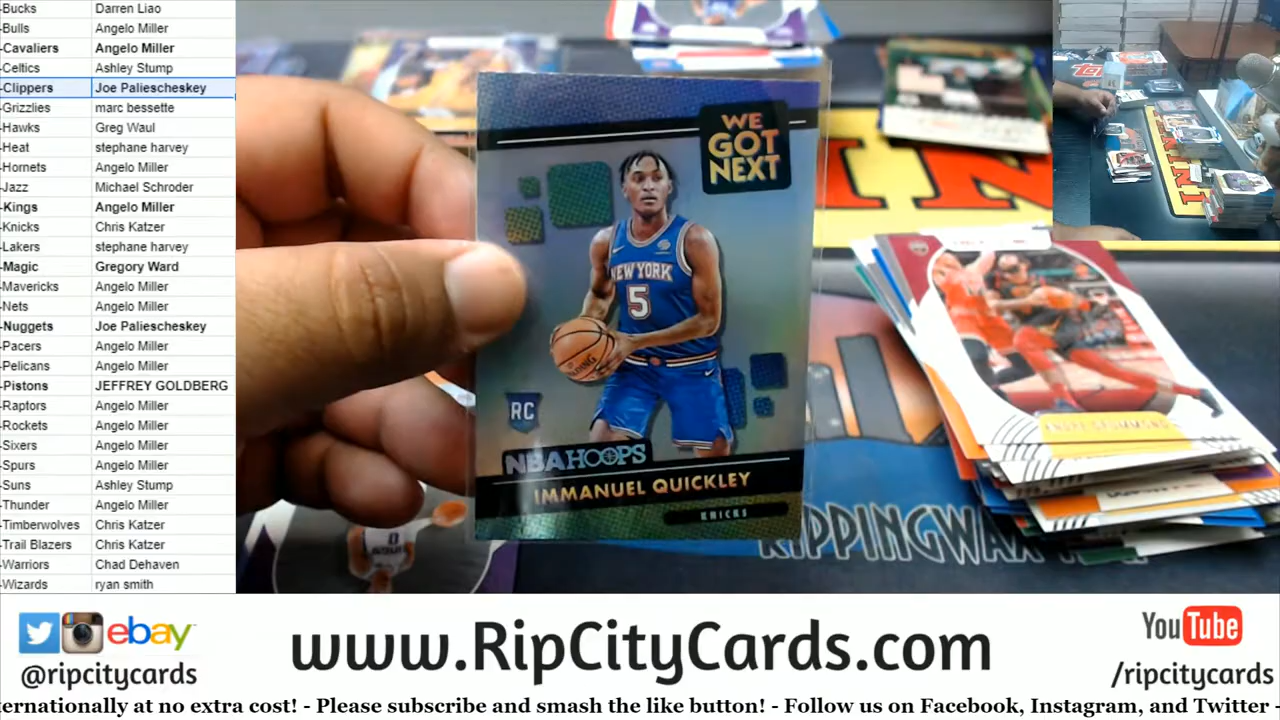 -Bucks Darren Liao
-Bulls Angelo Miller
-Cavaliers Angelo Miller
-Celtics Ashley Stump
-Clippers Joe Paliescheskey
-Grizzlies marc bessette
-Hawks Greg Waul
-Heat stephane harvey
-Hornets Angelo Miller
-Jazz Michael Schroder
-Kings Angelo Miller
-Knicks Chris Katzer
-Lakers stephane harvey
-Magic Gregory Ward
-Mavericks Angelo Miller
-Nets Angelo Miller
-Nuggets Joe Paliescheskey
-Pacers Angelo Miller
-Pelicans Angelo Miller
-Pistons JEFFREY GOLDBERG
-Raptors Angelo Miller
-Rockets Angelo Miller
-Sixers Angelo Miller
-Spurs Angelo Miller
-Suns Ashley Stump
-Thunder Angelo Miller
-Timberwolves Chris Katzer
-Trail Blazers Chris Katzer
-Warriors Chad Dehaven
-Wizards ryan smith
WE
GOT
NEXT
NEW YORK
5
RC
NBA HOOPS
IMMANUEL QUICKLEY
KNICKS
ANDRE DRUMMOND
RIPPINGWAX
ebay
@ripcitycards
www.RipCityCards.com
YouTube
/ripcitycards
ternationally at no extra cost! - Please subscribe and smash the like button! - Follow us on Facebook, Instagram, and Twitter -